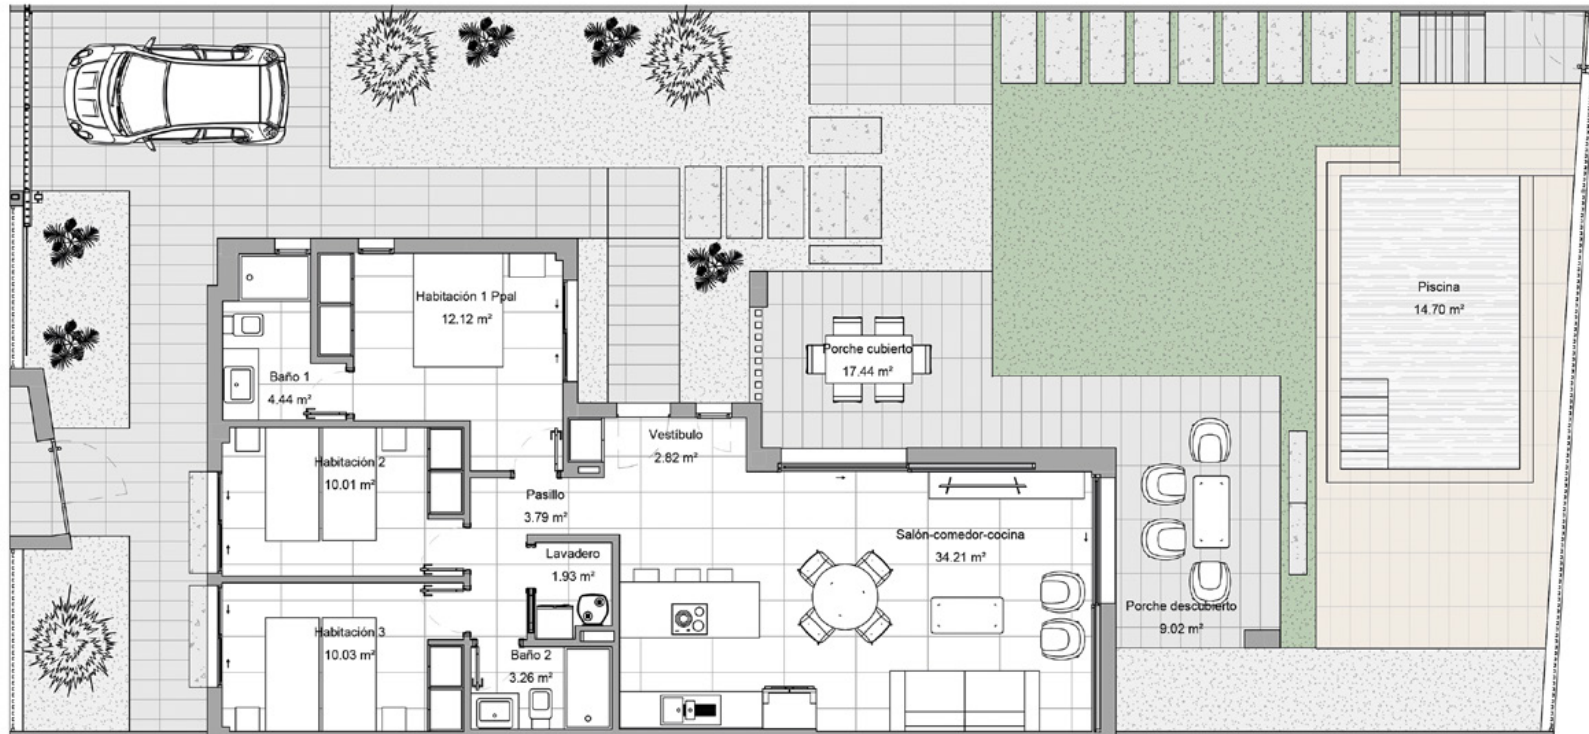 Habitación 1 Ppal
12.12 m²
Piscina
14.70 m²
Porche cubierto
17.44 m²
Baño 1
4.44 m²
Vestíbulo
2.82 m²
Habitación 2
10.01 m²
Pasillo
3.79 m²
Salón-comedor-cocina
34.21 m²
Lavadero
1.93 m²
Porche descubierto
9.02 m²
Habitación 3
10.03 m²
Baño 2
3.26 m²